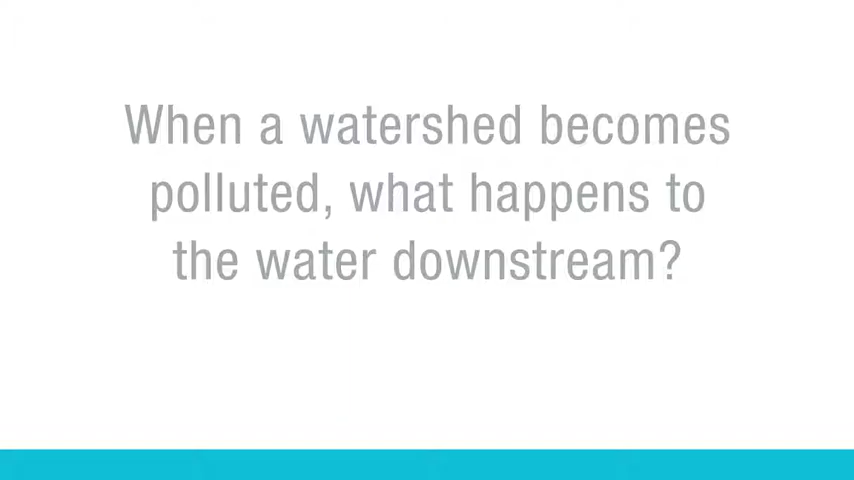 When a watershed becomes
polluted, what happens to
the water downstream?